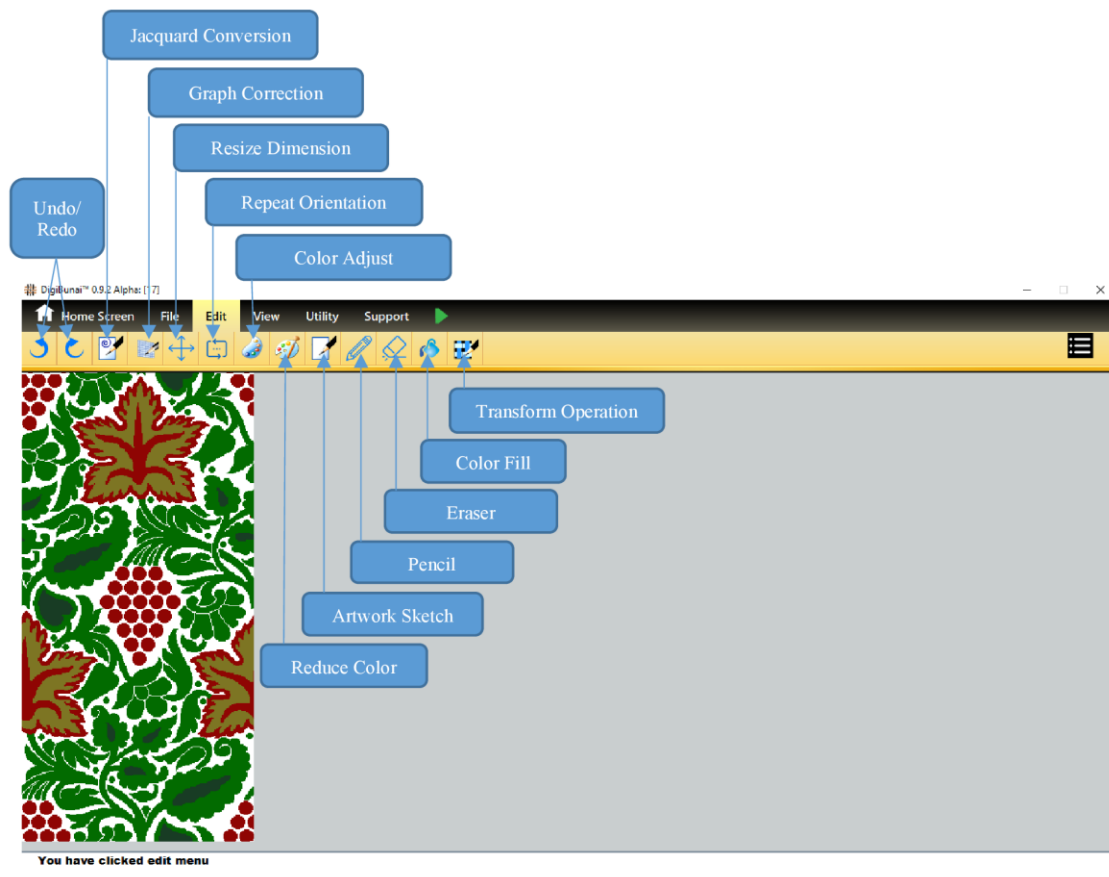 Jacquard Conversion
Graph Correction
Resize Dimension
Undo/
Redo
Repeat Orientation
Color Adjust
DigiBunai™ 0.9.2 Alpha: [17]
Home Screen File Edit View Utility Support
Transform Operation
Color Fill
Eraser
Pencil
Artwork Sketch
Reduce Color
You have clicked edit menu